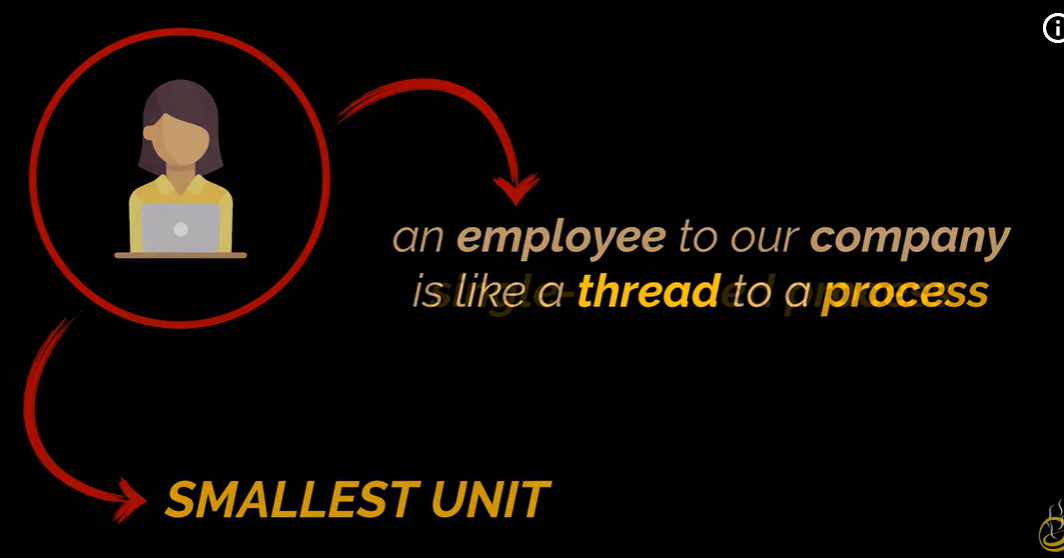 an employee to our company
is like a thread to a process
SMALLEST UNIT